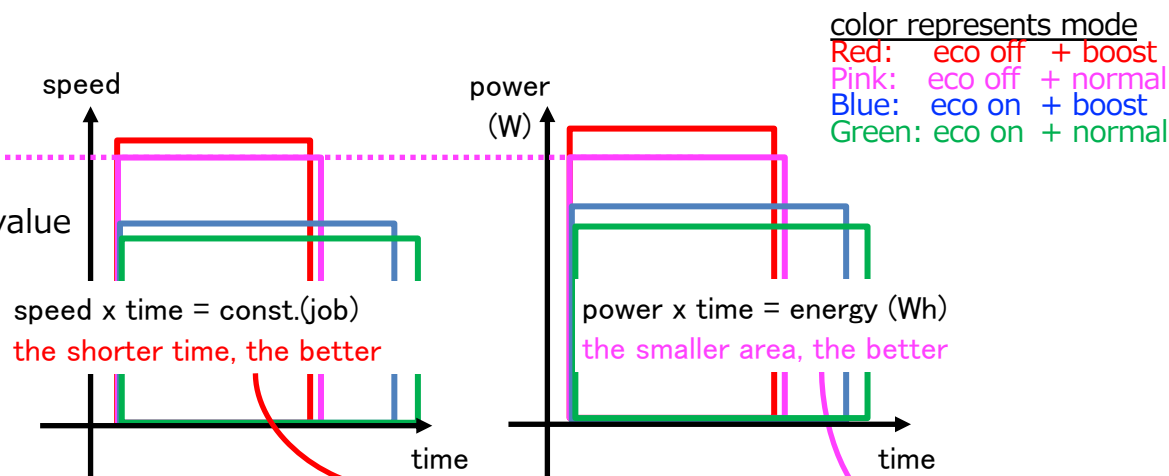 color represents mode
Red: eco off + boost
Pink: eco off + normal
Blue: eco on + boost
Green: eco on + normal
speed
power
(W)
value
speed x time = const.(job)
the shorter time, the better
power x time = energy (Wh)
the smaller area, the better
time
time